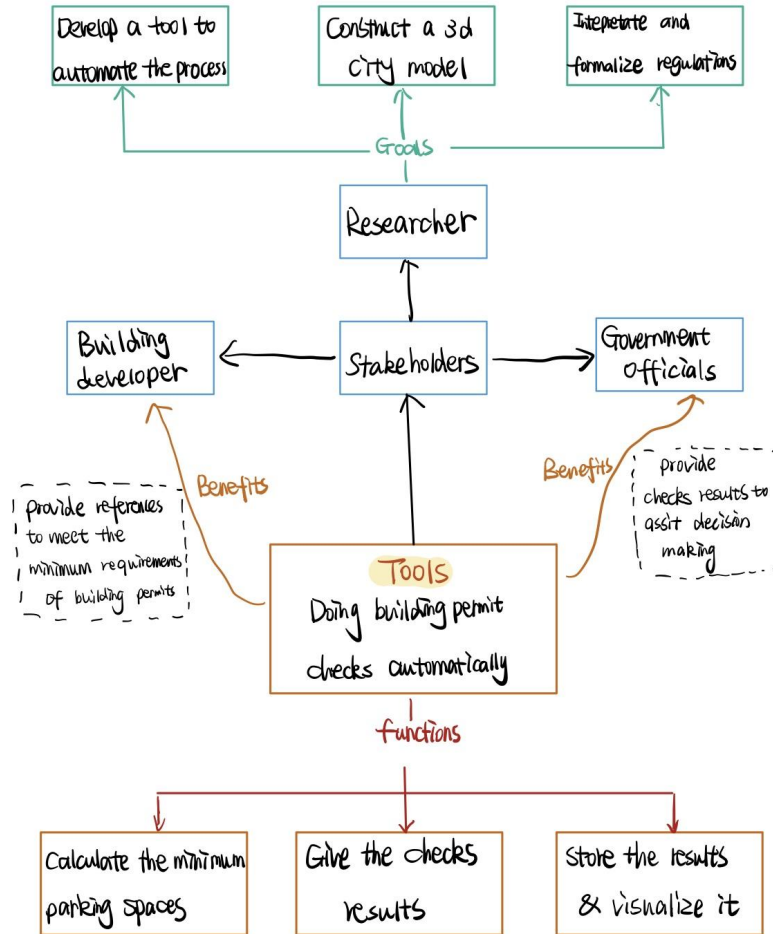 Develop a tool to
automate the process
Construct a 3d
city model
Intepretate and
formalize regulations
Goals
Researcher
Building
developer
Stakeholders
Government
officials
Benefits
Benefits
provide references
to meet the
minimum requirements
of building permits
provide
checks results to
assit decision
making
Tools
Doing building permit
checks automatically
functions
Calculate the minimum
parking spaces
Give the checks
results
Store the results
& visualize it